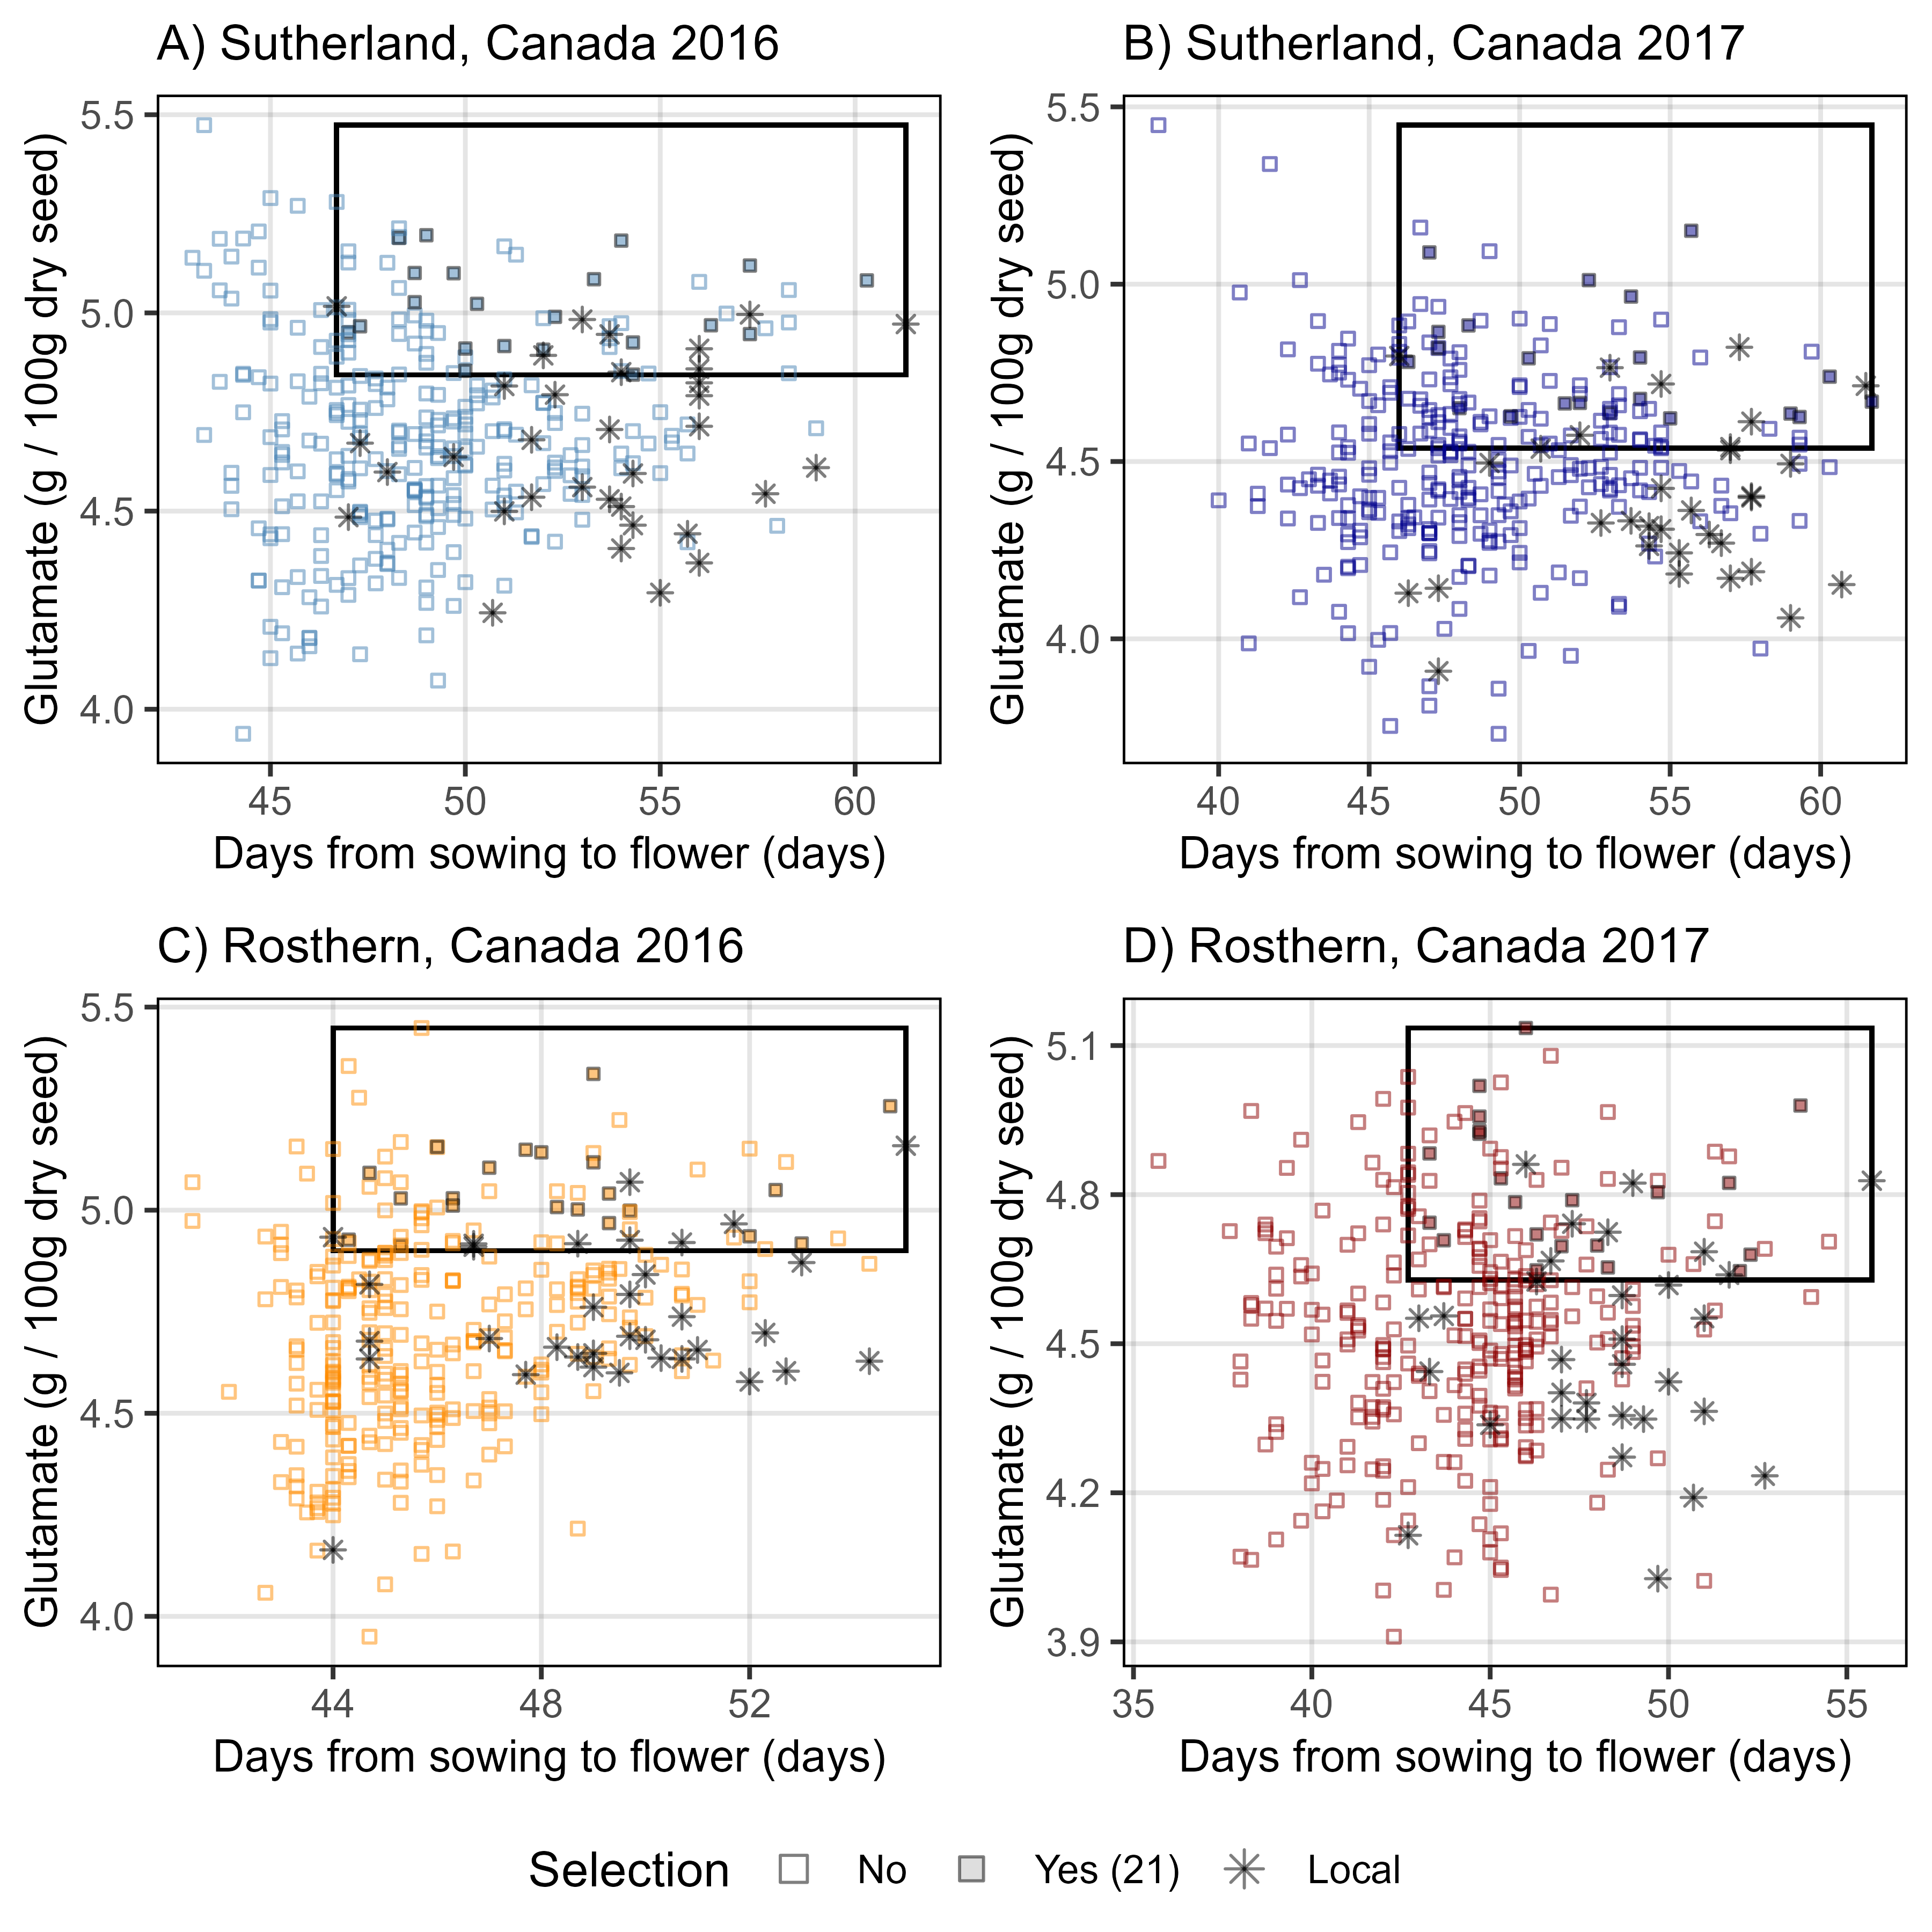 A) Sutherland, Canada 2016
Glutamate (g / 100g dry seed)
5.5
5.0
4.5
4.0
45 50 55 60
Days from sowing to flower (days)
B) Sutherland, Canada 2017
Glutamate (g / 100g dry seed)
5.5
5.0
4.5
4.0
40 45 50 55 60
Days from sowing to flower (days)
C) Rosthern, Canada 2016
Glutamate (g / 100g dry seed)
5.5
5.0
4.5
4.0
44 48 52
Days from sowing to flower (days)
D) Rosthern, Canada 2017
Glutamate (g / 100g dry seed)
5.1
4.8
4.5
4.2
3.9
35 40 45 50 55
Days from sowing to flower (days)
Selection No Yes (21) Local